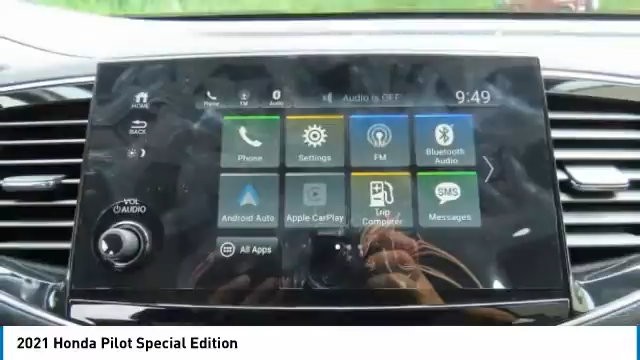 HOME
Phone
FM
Audio
Audio is OFF
9:49
BACK
Phone
Settings
FM
Bluetooth
Audio
VOL
AUDIO
Android Auto
Apple CarPlay
Trip
Computer
SMS
Messages
All Apps
2021 Honda Pilot Special Edition